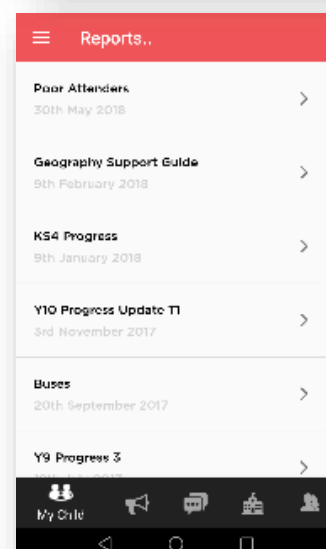 Reports..
Poor Attenders
30th May 2018
Geography Support Guide
9th February 2018
KS4 Progress
9th January 2018
Y10 Progress Update T1
3rd November 2017
Buses
20th September 2017
Y9 Progress 3
2017
My Child